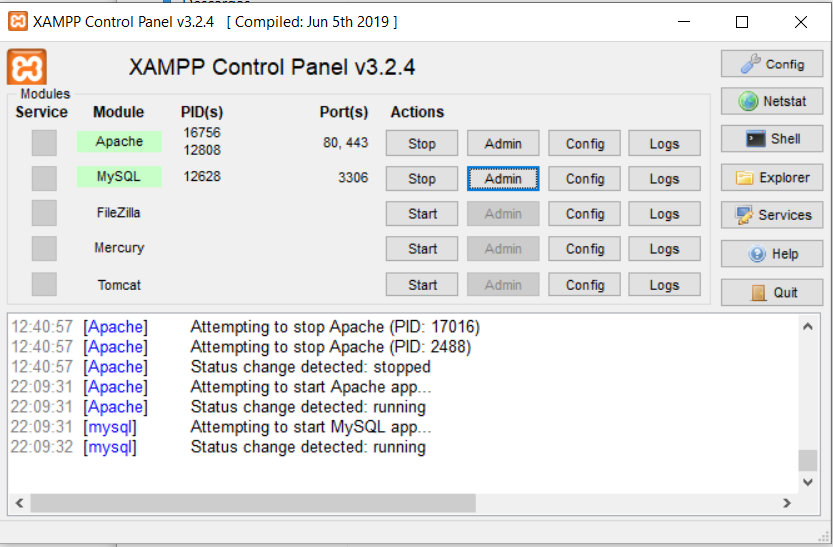 Descargas
XAMPP Control Panel v3.2.4 [ Compiled: Jun 5th 2019 ]
XAMPP Control Panel v3.2.4
Config
Modules
Service Module PID(s) Port(s) Actions
Netstat
Apache 16756 12808 80, 443 Stop Admin Config Logs
Shell
MySQL 12628 3306 Stop Admin Config Logs
Explorer
FileZilla Start Admin Config Logs
Services
Mercury Start Admin Config Logs
Help
Tomcat Start Admin Config Logs
Quit
12:40:57 [Apache] Attempting to stop Apache (PID: 17016)
12:40:57 [Apache] Attempting to stop Apache (PID: 2488)
12:40:57 [Apache] Status change detected: stopped
22:09:31 [Apache] Attempting to start Apache app...
22:09:31 [Apache] Status change detected: running
22:09:31 [mysql] Attempting to start MySQL app...
22:09:32 [mysql] Status change detected: running